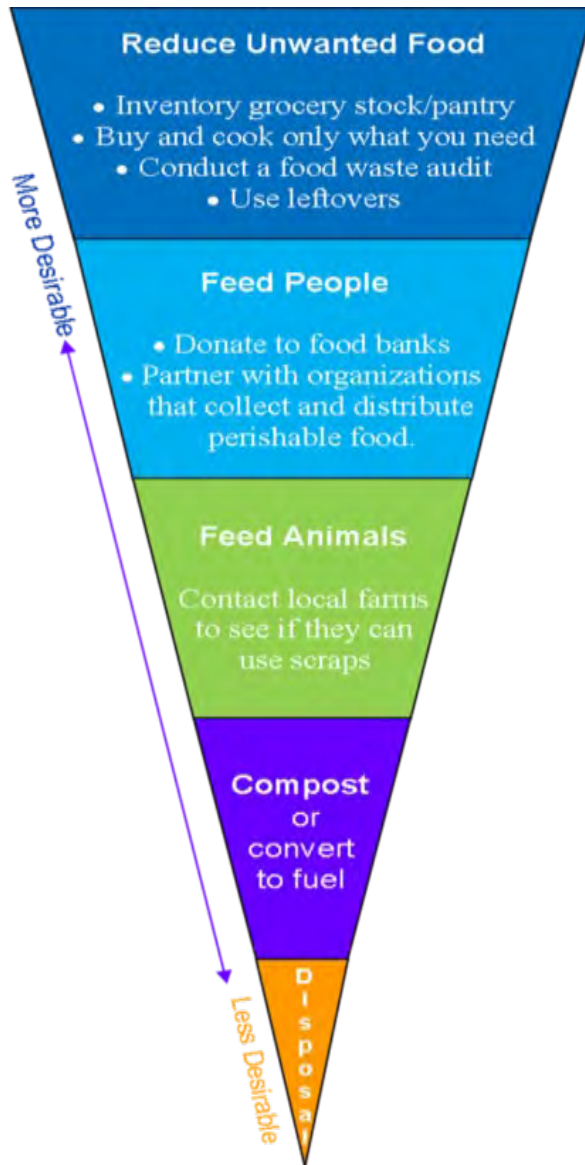 Reduce Unwanted Food
• Inventory grocery stock/pantry
• Buy and cook only what you need
• Conduct a food waste audit
• Use leftovers
More Desirable
Feed People
• Donate to food banks
• Partner with organizations
that collect and distribute
perishable food.
Feed Animals
Contact local farms
to see if they can
use scraps
Compost
or
convert
to fuel
Less Desirable
Disposal